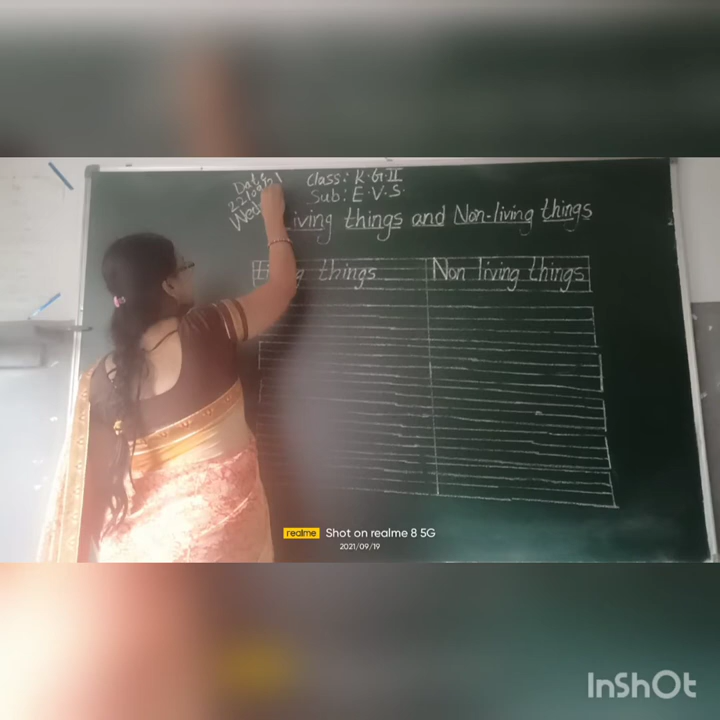 Date
22/09/21
Wed
Class: K.G.II
Sub: E.V.S.
Living things and Non-living things
Living things
Non living things
realme Shot on realme 8 5G
2021/09/19
InShOt